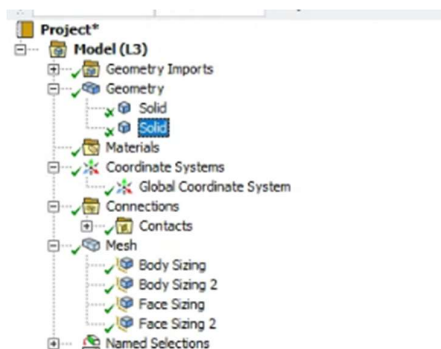 Project*
Model (L3)
Geometry Imports
Geometry
Solid
Solid
Materials
Coordinate Systems
Global Coordinate System
Connections
Contacts
Mesh
Body Sizing
Body Sizing 2
Face Sizing
Face Sizing 2
Named Selections